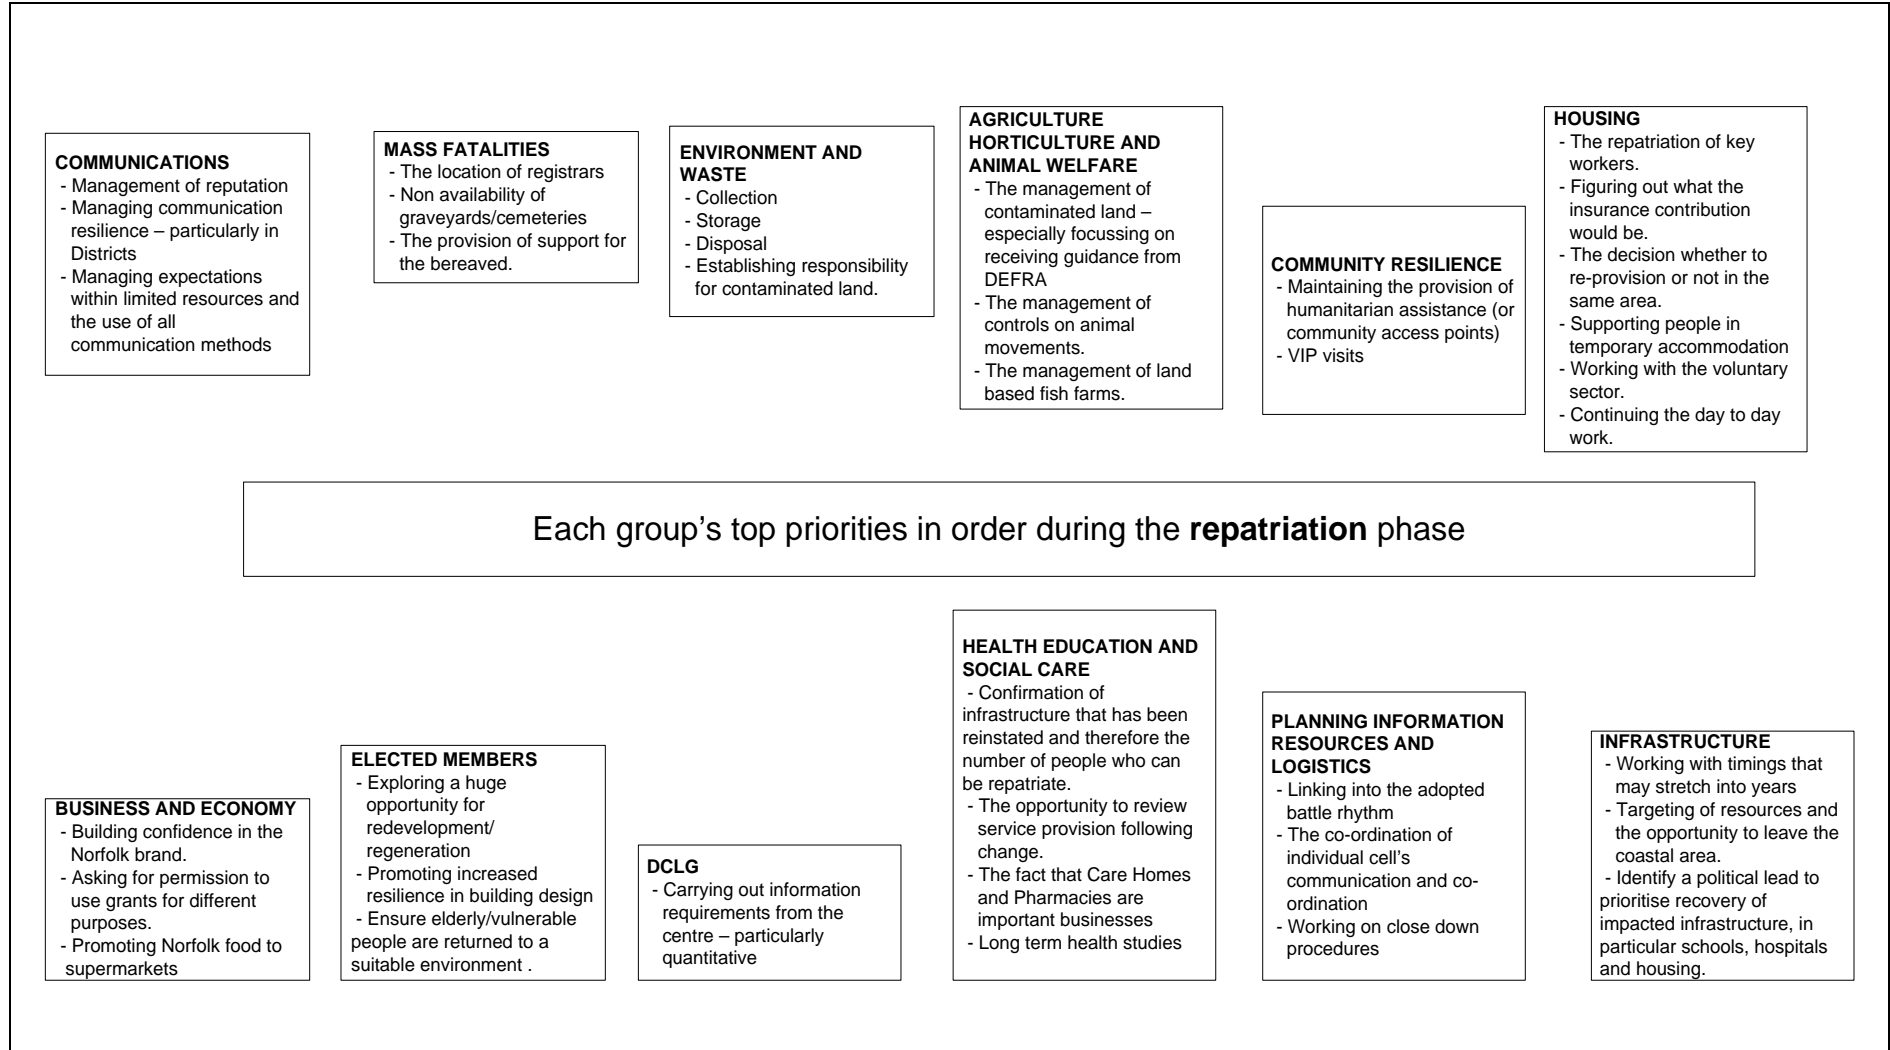 COMMUNICATIONS
- Management of reputation
- Managing communication
resilience – particularly in
Districts
- Managing expectations
within limited resources and
the use of all
communication methods
MASS FATALITIES
- The location of registrars
- Non availability of
graveyards/cemeteries
- The provision of support for
the bereaved.
ENVIRONMENT AND
WASTE
- Collection
- Storage
- Disposal
- Establishing responsibility
for contaminated land.
AGRICULTURE
HORTICULTURE AND
ANIMAL WELFARE
- The management of
contaminated land –
especially focussing on
receiving guidance from
DEFRA
- The management of
controls on animal
movements.
- The management of land
based fish farms.
COMMUNITY RESILIENCE
- Maintaining the provision of
humanitarian assistance (or
community access points)
- VIP visits
HOUSING
- The repatriation of key
workers.
- Figuring out what the
insurance contribution
would be.
- The decision whether to
re-provision or not in the
same area.
- Supporting people in
temporary accommodation
- Working with the voluntary
sector.
- Continuing the day to day
work.
Each group’s top priorities in order during the repatriation phase
BUSINESS AND ECONOMY
- Building confidence in the
Norfolk brand.
- Asking for permission to
use grants for different
purposes.
- Promoting Norfolk food to
supermarkets
ELECTED MEMBERS
- Exploring a huge
opportunity for
redevelopment/
regeneration
- Promoting increased
resilience in building design
- Ensure elderly/vulnerable
people are returned to a
suitable environment .
DCLG
- Carrying out information
requirements from the
centre – particularly
quantitative
HEALTH EDUCATION AND
SOCIAL CARE
- Confirmation of
infrastructure that has been
reinstated and therefore the
number of people who can
be repatriate.
- The opportunity to review
service provision following
change.
- The fact that Care Homes
and Pharmacies are
important businesses
- Long term health studies
PLANNING INFORMATION
RESOURCES AND
LOGISTICS
- Linking into the adopted
battle rhythm
- The co-ordination of
individual cell’s
communication and co-
ordination
- Working on close down
procedures
INFRASTRUCTURE
- Working with timings that
may stretch into years
- Targeting of resources and
the opportunity to leave the
coastal area.
- Identify a political lead to
prioritise recovery of
impacted infrastructure, in
particular schools, hospitals
and housing.